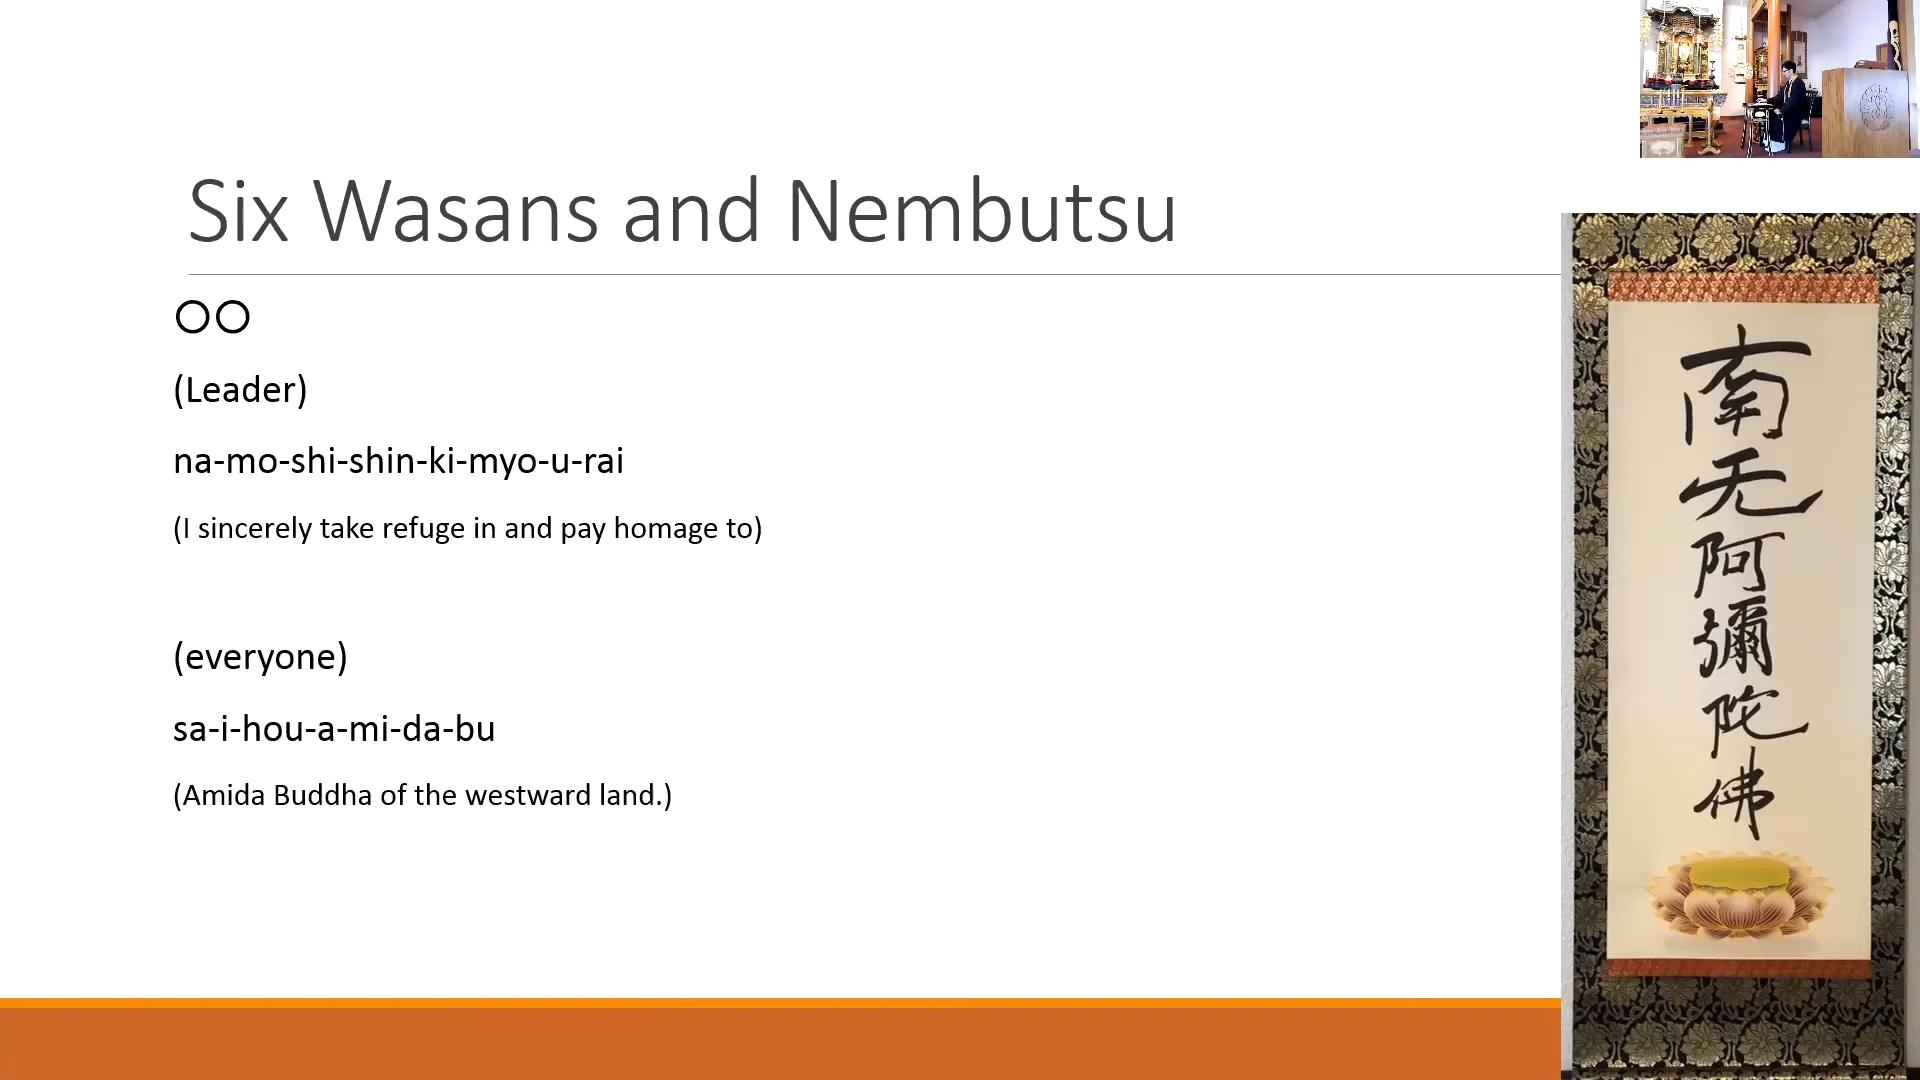 Six Wasans and Nembutsu
○○
(Leader)
na-mo-shi-shin-ki-myo-u-rai
(I sincerely take refuge in and pay homage to)
(everyone)
sa-i-hou-a-mi-da-bu
(Amida Buddha of the westward land.)
南无阿彌陀佛